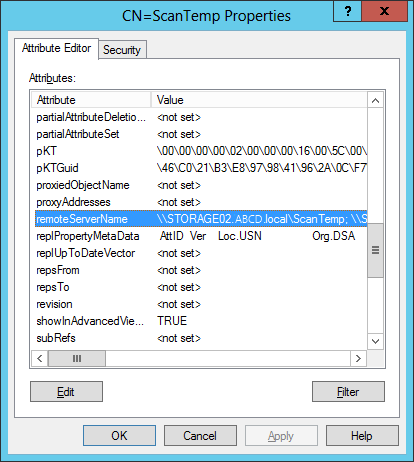 CN=ScanTemp Properties
?
x
Attribute Editor Security
Attributes:
Attribute Value
partialAttributeDeletio... <not set>
partialAttributeSet <not set>
pKT \00\00\00\00\02\00\00\00\16\00\5C\00\
pKTGuid \46\C0\21\B3\E8\97\98\41\96\2A\0C\F7
proxiedObjectName <not set>
proxyAddresses <not set>
remoteServerName \\STORAGE02.ABCD.local\ScanTemp; \\S
replPropertyMetaData AttID Ver Loc.USN Org.DSA
replUpToDateVector <not set>
repsFrom <not set>
repsTo <not set>
revision <not set>
showInAdvancedVie... TRUE
subRefs <not set>
Edit Filter
OK Cancel Apply Help